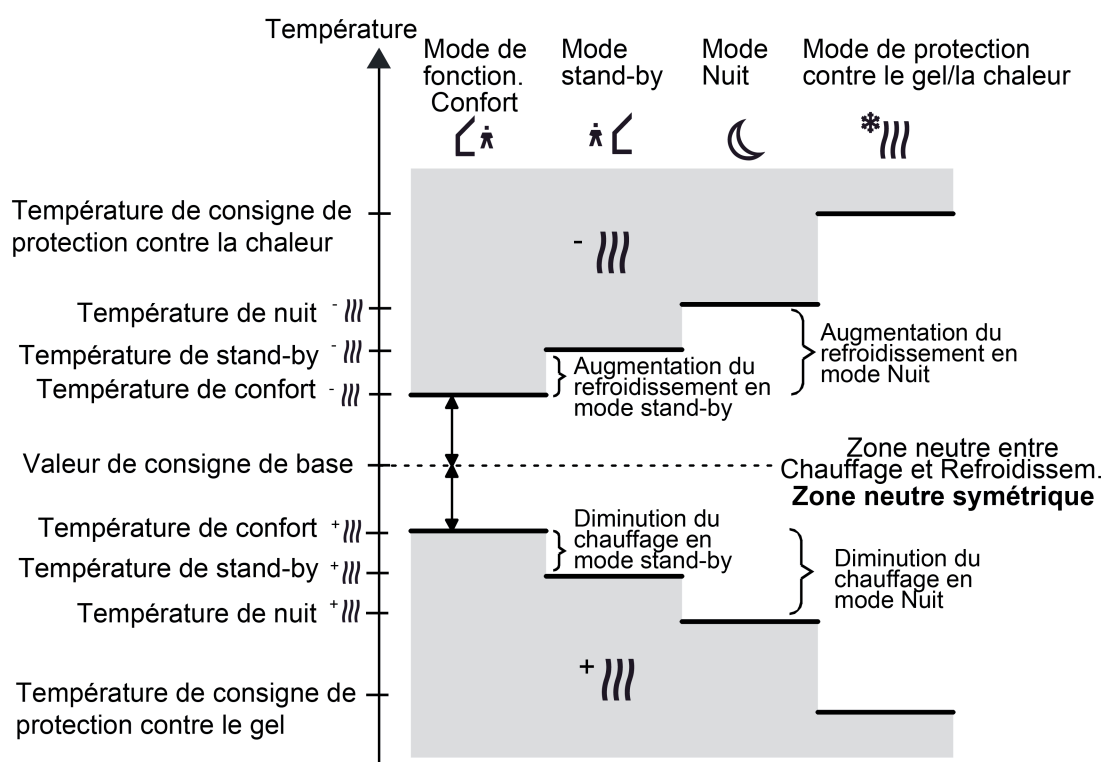 Température
Mode de
fonction.
Confort
Mode
stand-by
Mode
Nuit
Mode de protection
contre le gel/la chaleur
Température de consigne de
protection contre la chaleur
-
Température de nuit -
Température de stand-by -
Température de confort -
Augmentation du
refroidissement en
mode stand-by
Augmentation du
refroidissement en
mode Nuit
Valeur de consigne de base
Zone neutre entre
Chauffage et Refroidissem.
Zone neutre symétrique
Température de confort +
Température de stand-by +
Température de nuit +
Diminution du
chauffage en
mode stand-by
Diminution du
chauffage en
mode Nuit
+
Température de consigne de
protection contre le gel